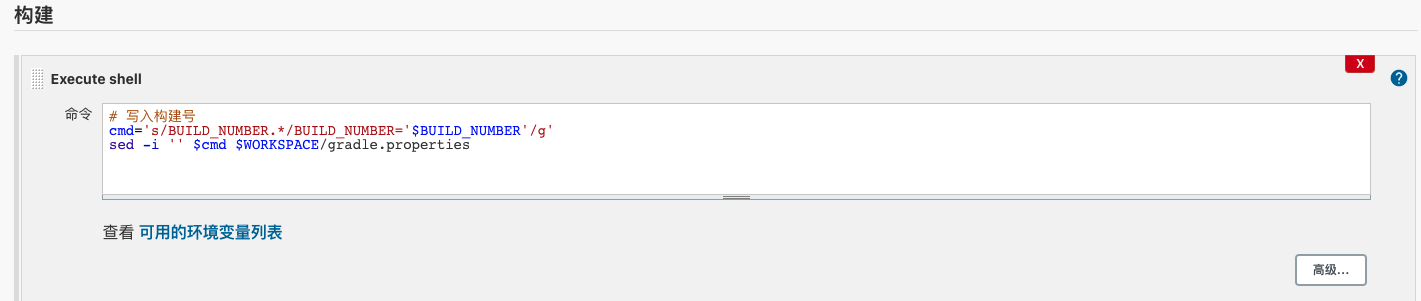 构建
Execute shell
X
?
命令
# 写入构建号
cmd='s/BUILD_NUMBER.*/BUILD_NUMBER='$BUILD_NUMBER'/g'
sed -i '' $cmd $WORKSPACE/gradle.properties
查看 可用的环境变量列表
高级...